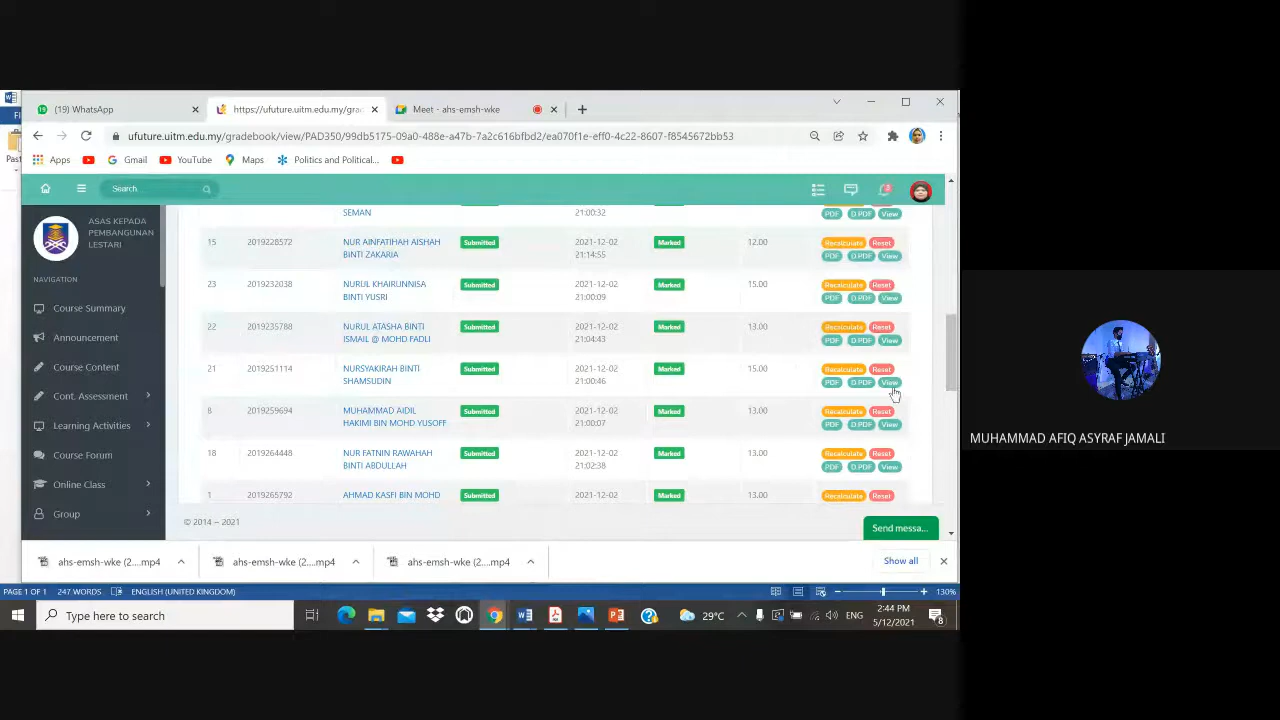 (19) WhatsApp
https://ufuture.uitm.edu.my/gra
Meet - ahs-emsh-wke
ufuture.uitm.edu.my/gradebook/view/PAD350/99db5175-09a0-488e-a47b-7a2c616bfbd2/ea070f1e-eff0-4c22-8607-f8545672bb53
Past
Apps
Gmail
YouTube
Maps
Politics and Political...
Search
ASAS KEPADA
PEMBANGUNAN
LESTARI
NAVIGATION
Course Summary
Announcement
Course Content
Cont. Assessment
Learning Activities
Course Forum
Online Class
Group
SEMAN
21:00:32
PDF D.PDF View
15 2019228572 NUR AINFATIHAH AISHAH Submitted 2021-12-02 Marked 12.00 Recalculate Reset
BINTI ZAKARIA 21:14:55 PDF D.PDF View
23 2019232038 NURUL KHAIRUNNISA Submitted 2021-12-02 Marked 15.00 Recalculate Reset
BINTI YUSRI 21:00:09 PDF D.PDF View
22 2019235788 NURUL ATASHA BINTI Submitted 2021-12-02 Marked 13.00 Recalculate Reset
ISMAIL @ MOHD FADLI 21:04:43 PDF D.PDF View
21 2019251114 NURSYAKIRAH BINTI Submitted 2021-12-02 Marked 15.00 Recalculate Reset
SHAMSUDIN 21:00:46 PDF D.PDF View
8 2019259694 MUHAMMAD AIDIL Submitted 2021-12-02 Marked 13.00 Recalculate Reset
HAKIMI BIN MOHD YUSOFF 21:00:07 PDF D.PDF View
18 2019264448 NUR FATNIN RAWAHAH Submitted 2021-12-02 Marked 13.00 Recalculate Reset
BINTI ABDULLAH 21:02:38 PDF D.PDF View
1 2019265792 AHMAD KASFI BIN MOHD Submitted 2021-12-02 Marked 13.00 Recalculate Reset
© 2014 – 2021
Send messa...
ahs-emsh-wke (2....mp4
ahs-emsh-wke (2....mp4
ahs-emsh-wke (2....mp4
Show all
PAGE 1 OF 1 247 WORDS ENGLISH (UNITED KINGDOM) 130%
Type here to search
29°C
ENG
2:44 PM
5/12/2021
8
MUHAMMAD AFIQ ASYRAF JAMALI